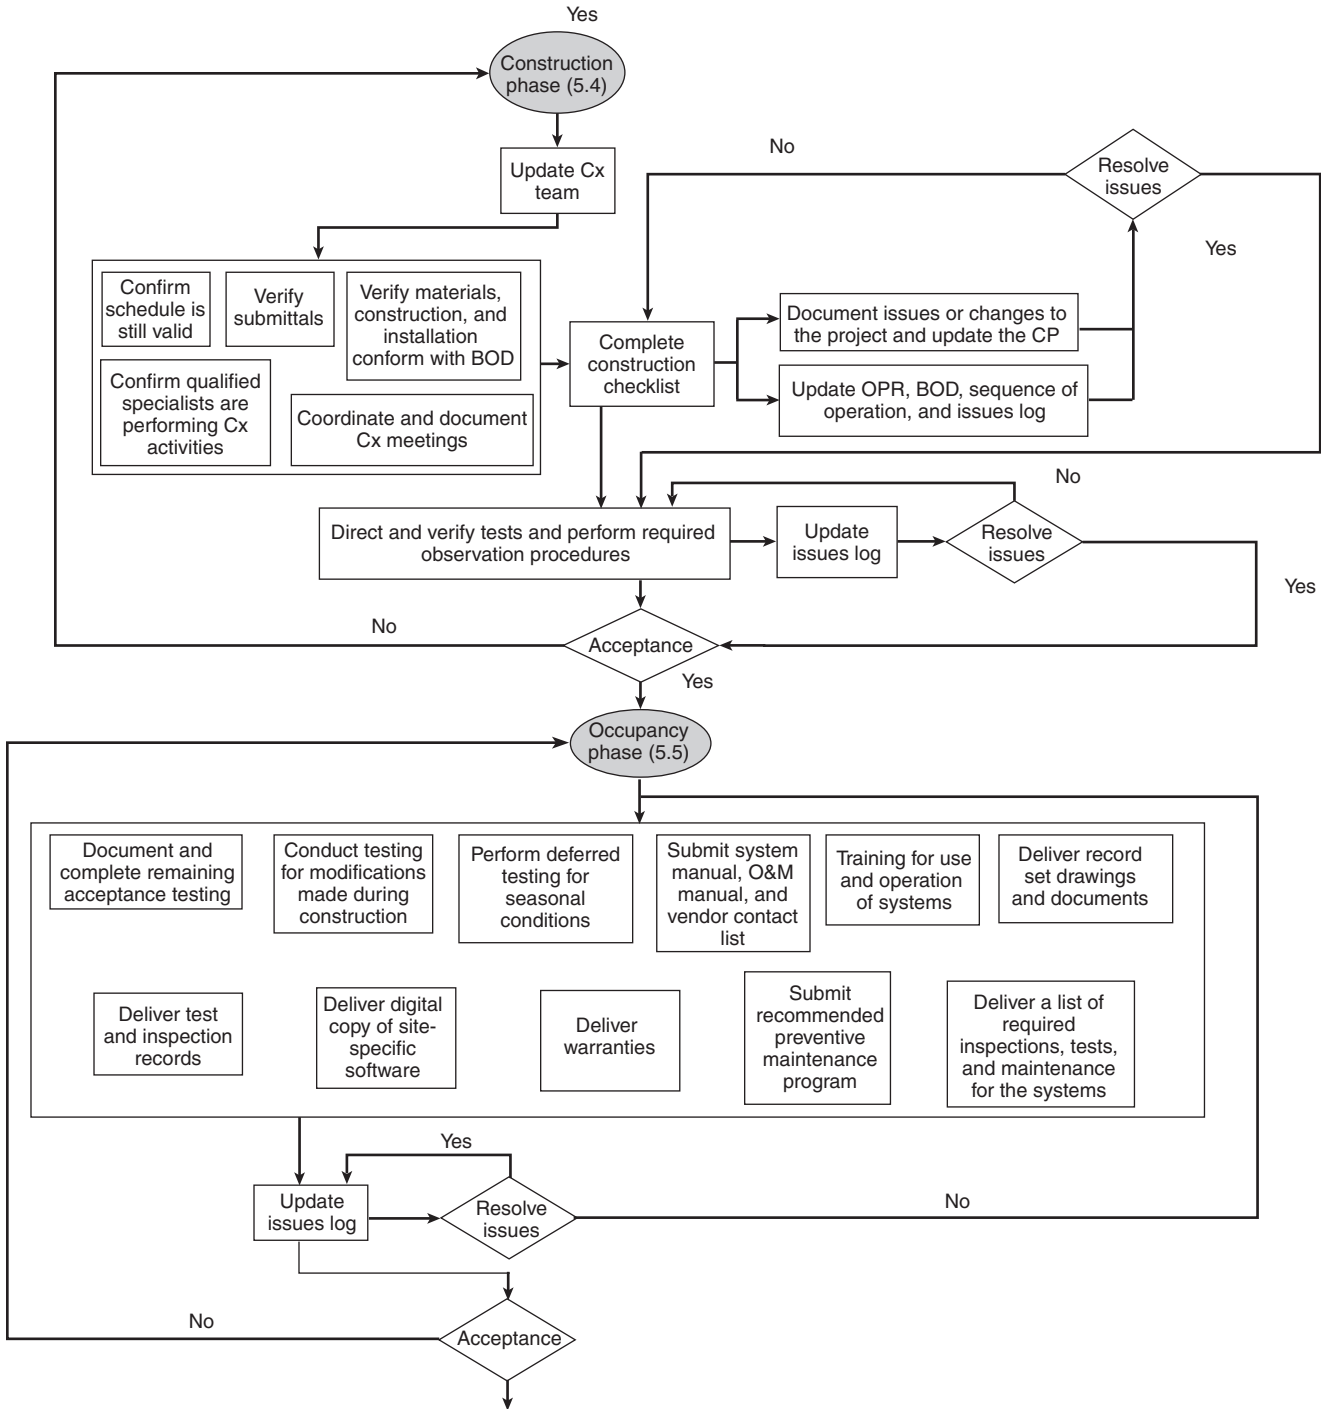 Yes
Construction
phase (5.4)
Update Cx
team
No
Resolve
issues
Yes
Confirm
schedule is
still valid
Verify
submittals
Verify materials,
construction, and
installation
conform with BOD
Confirm qualified
specialists are
performing Cx
activities
Coordinate and document
Cx meetings
Complete
construction
checklist
Document issues or changes to
the project and update the CP
Update OPR, BOD, sequence of
operation, and issues log
No
Direct and verify tests and perform required
observation procedures
Update
issues log
Resolve
issues
Yes
No
Acceptance
Yes
Occupancy
phase (5.5)
Document and
complete remaining
acceptance testing
Conduct testing
for modifications
made during
construction
Perform deferred
testing for
seasonal
conditions
Submit system
manual, O&M
manual, and
vendor contact
list
Training for use
and operation
of systems
Deliver record
set drawings
and documents
Deliver test
and inspection
records
Deliver digital
copy of site-
specific
software
Deliver
warranties
Submit
recommended
preventive
maintenance
program
Deliver a list of
required
inspections, tests,
and maintenance
for the systems
Yes
Update
issues log
Resolve
issues
No
No
Acceptance